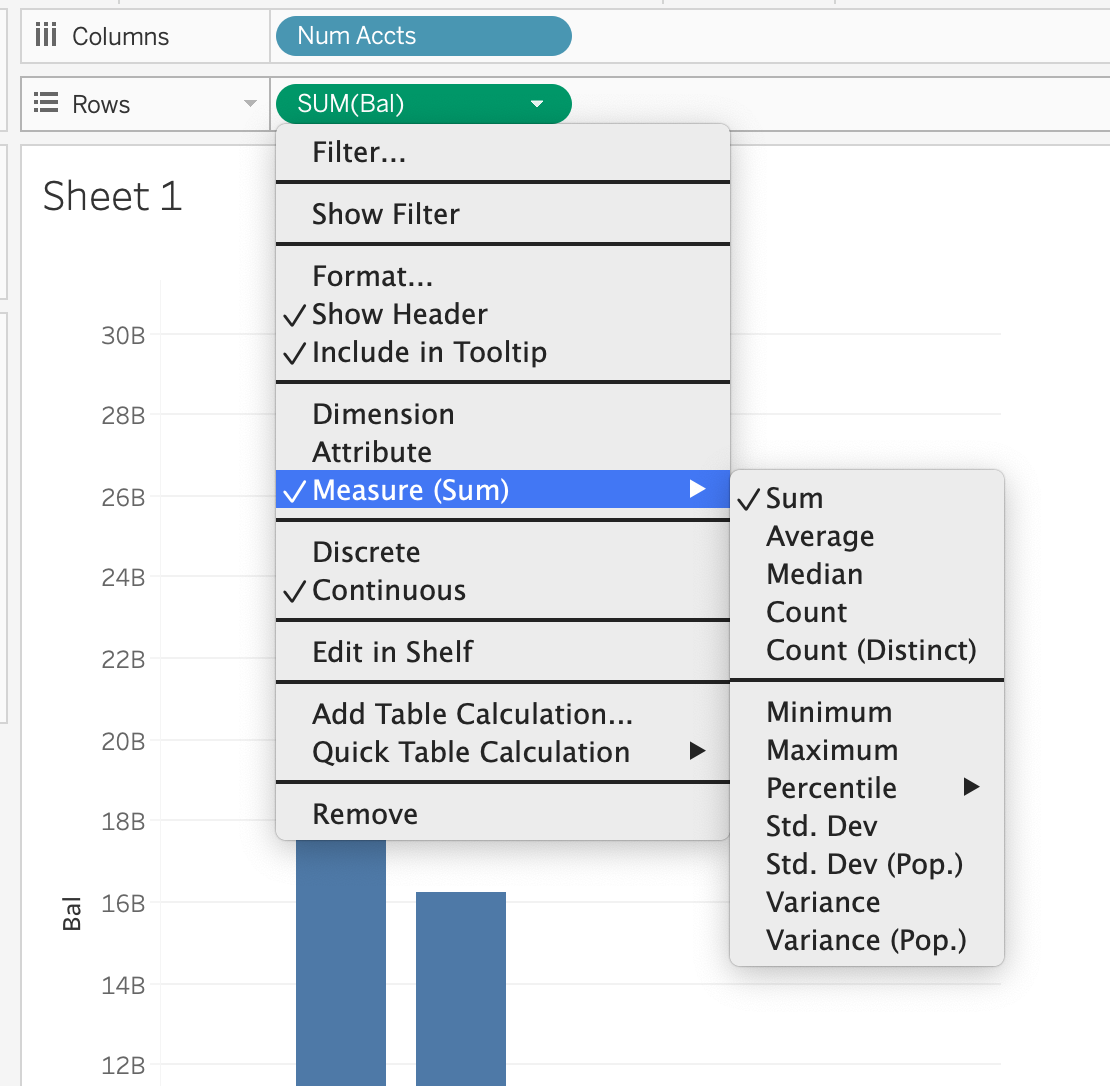 Columns
Num Accts
Rows
SUM(Bal)
Sheet 1
Filter...
Show Filter
Format...
Show Header
Include in Tooltip
Dimension
Attribute
Measure (Sum)
Discrete
Continuous
Edit in Shelf
Add Table Calculation...
Quick Table Calculation
Remove
Sum
Average
Median
Count
Count (Distinct)
Minimum
Maximum
Percentile
Std. Dev
Std. Dev (Pop.)
Variance
Variance (Pop.)
30B
28B
26B
24B
22B
20B
18B
16B
14B
12B
Bal